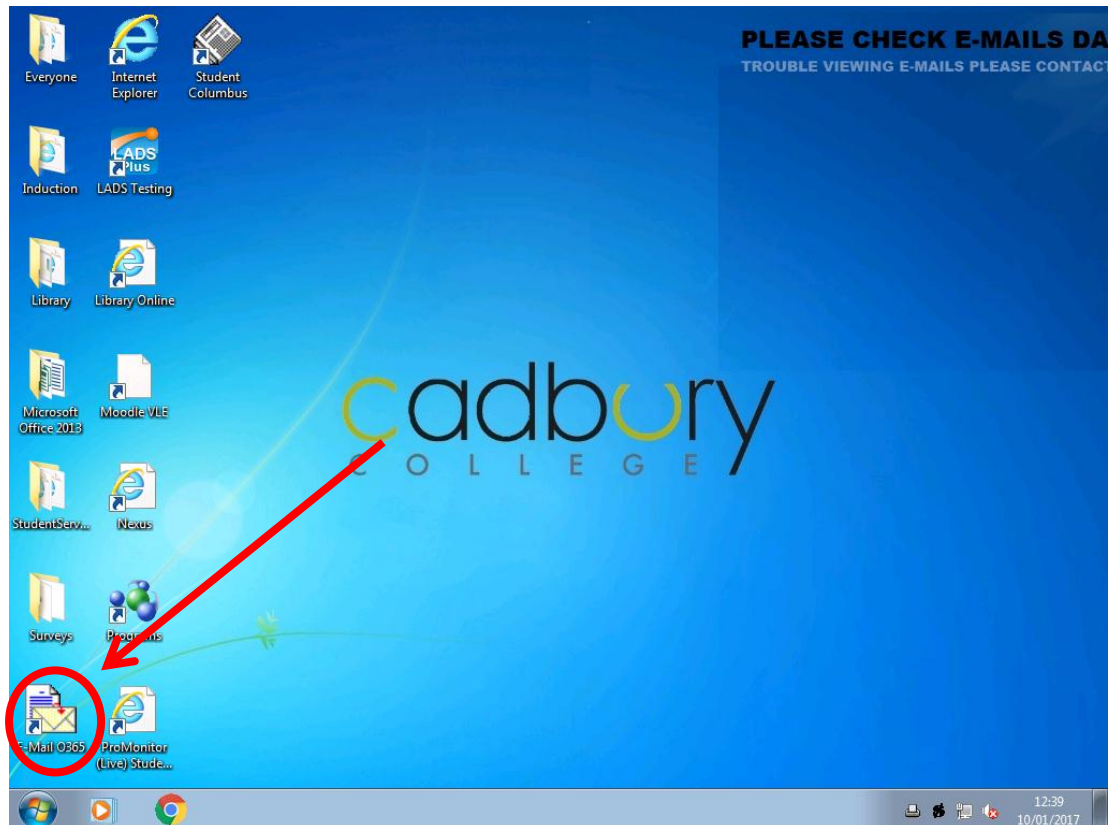 PLEASE CHECK E-MAILS DA
TROUBLE VIEWING E-MAILS PLEASE CONTACT
Everyone
Internet
Explorer
Student
Columbus
LADS
Plus
Induction
LADS Testing
Library
Library Online
Microsoft
Office 2013
Moodle VLE
cadbury
COLLEGE
StudentServ...
Nexus
Surveys
Programs
E-Mail O365
ProMonitor
(Live) Stude...
12:39
10/01/2017